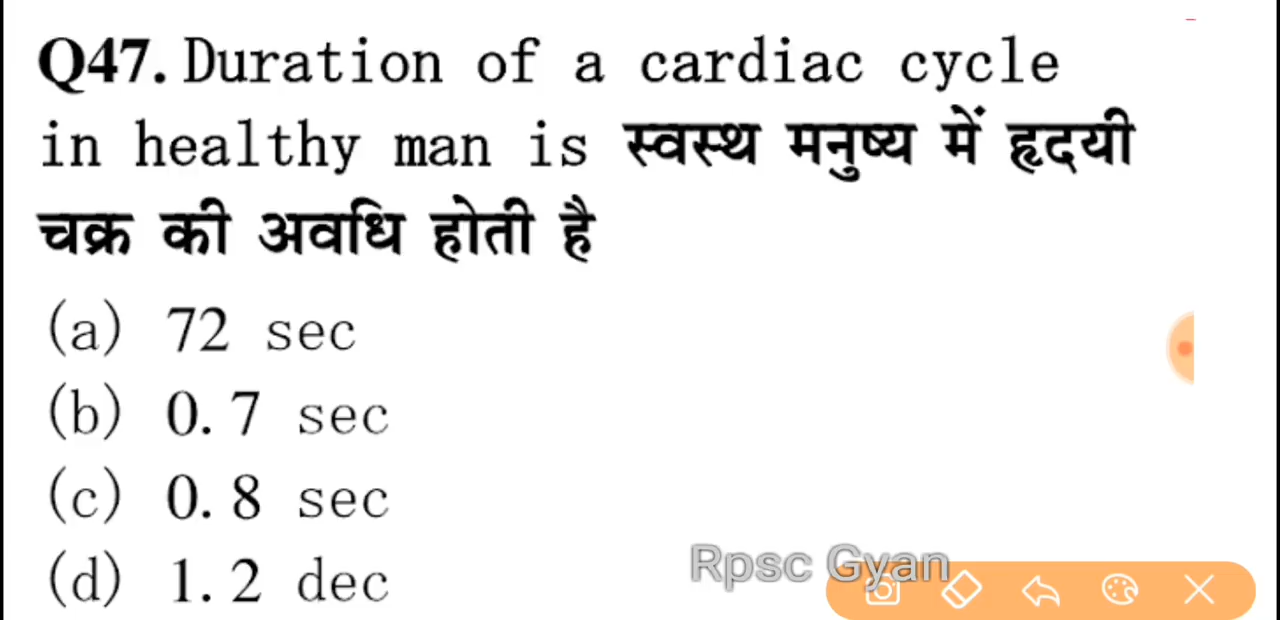 Q47. Duration of a cardiac cycle
in healthy man is स्वस्थ मनुष्य में हृदयी
चक्र की अवधि होती है
(a) 72 sec
(b) 0.7 sec
(c) 0.8 sec
(d) 1.2 dec
Rpsc Gyan